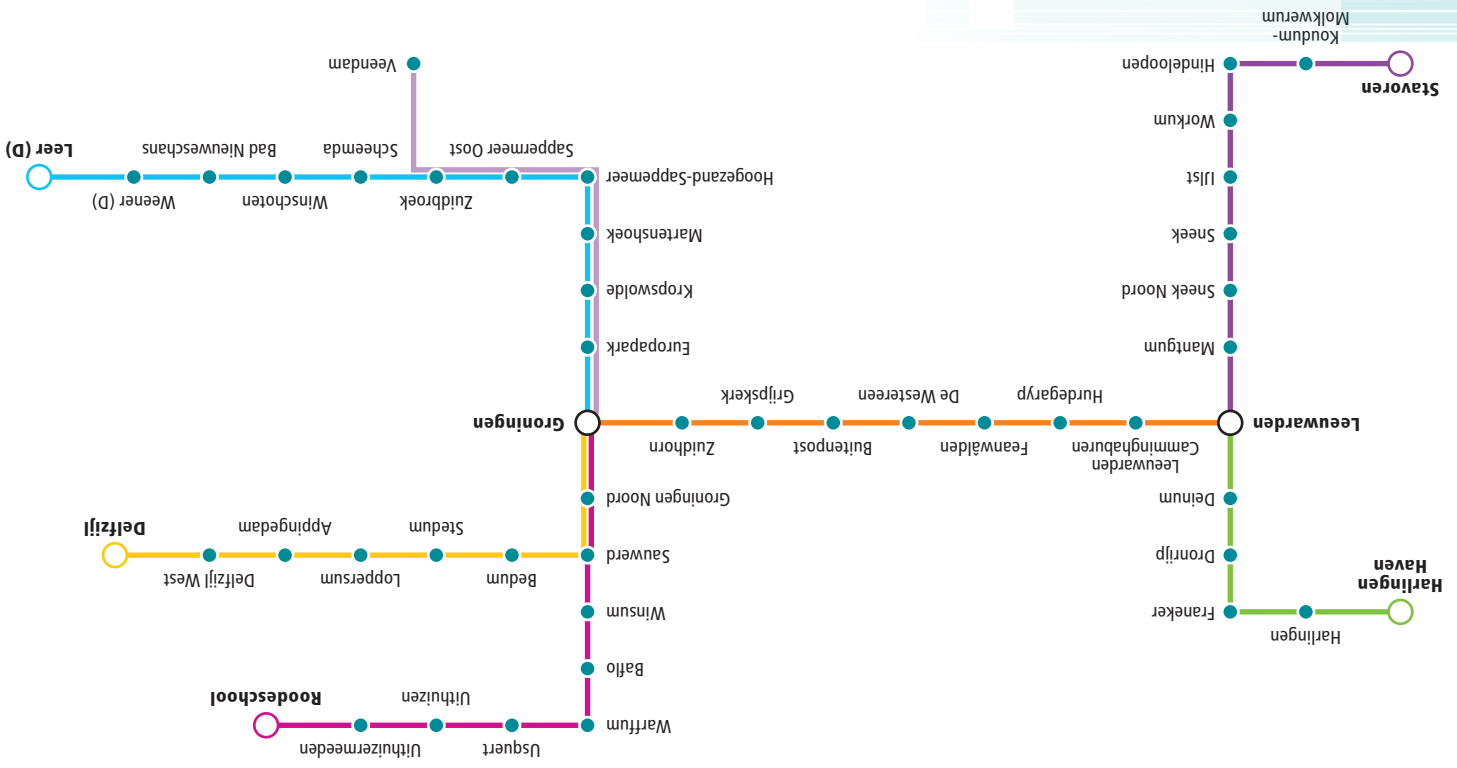 Usquert
Uithuizermeeden
Warffum
Uithuizen
Roodeschool
Baflo
Harlingen
Franeker
Harlingen
Haven
Winsum
Bedum
Loppersum
Delfzijl West
Dronrijp
Sauwerd
Stedum
Appingedam
Delfzijl
Deinum
Groningen Noord
Leeuwarden
Camminghaburen
Feanwâlden
Buitenpost
Zuidhorn
Leeuwarden
Groningen
Hurdegaryp
De Westereen
Grijpskerk
Mantgum
Europapark
Sneek Noord
Kropswolde
Sneek
Martenshoek
Zuidbroek
Winschoten
Weener (D)
IJlst
Hoogezand-Sappemeer
Sappermeer Oost
Scheemda
Bad Nieuweschans
Leer (D)
Workum
Stavoren
Hindeloopen
Veendam
Koudum-
Molkwerum